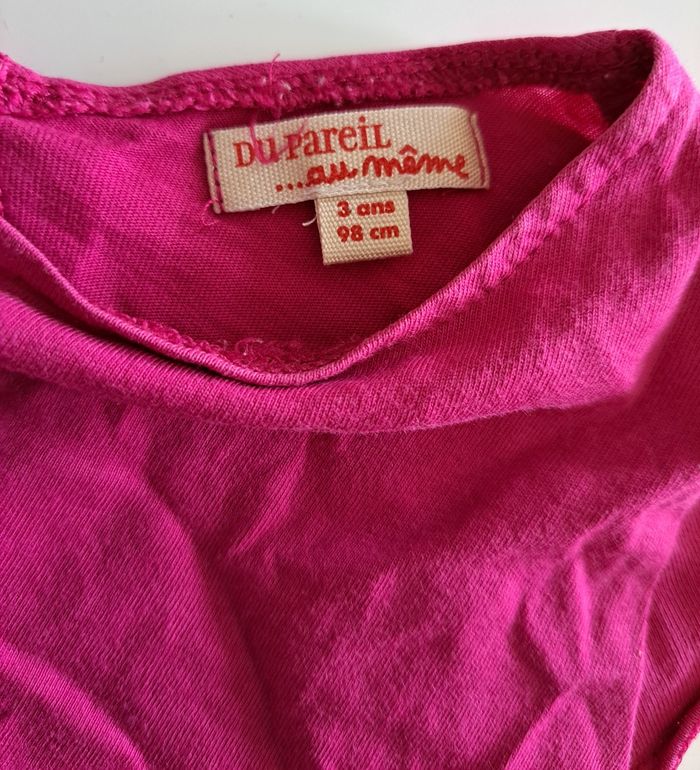 DU PareiL
...au même
3 ans
98 cm